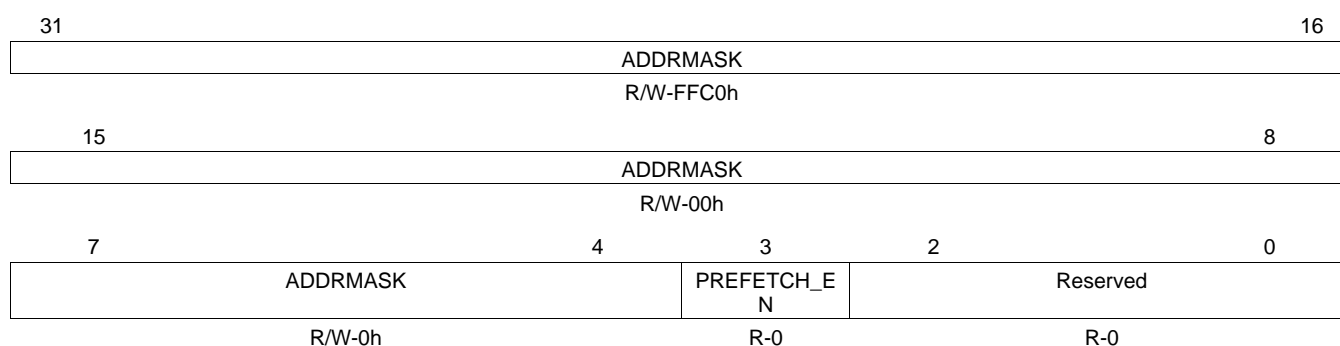 31 16
ADDRMASK
R/W-FFC0h
15 8
ADDRMASK
R/W-00h
7 4 3 2 0
ADDRMASK PREFETCH_E Reserved
N
R/W-0h R-0 R-0